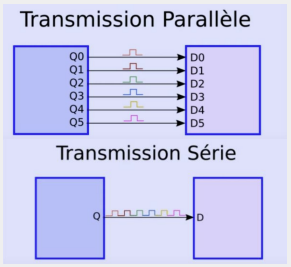 Transmission Parallèle
Q0 D0
Q1 D1
Q2 D2
Q3 D3
Q4 D4
Q5 D5
Transmission Série
Q D